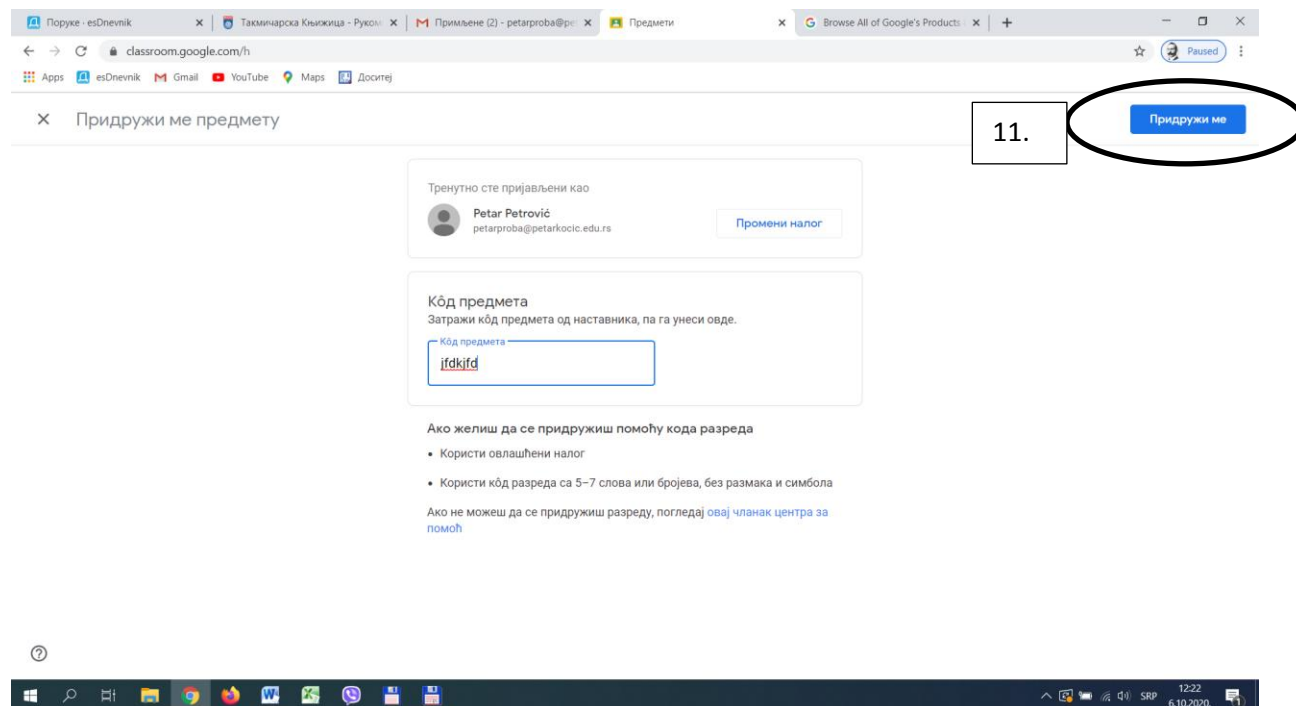 Поруке · esDnevnik
Такмичарска Књижица - Руком
Примљене (2) - petarproba@pe
Предмети
Browse All of Google's Products
classroom.google.com/h
Paused
Apps esDnevnik Gmail YouTube Maps Доситеј
Придружи ме предмету
11.
Придружи ме
Тренутно сте пријављени као
Petar Petrović
petarproba@petarkocic.edu.rs
Промени налог
Кôд предмета
Затражи кôд предмета од наставника, па га унеси овде.
Кôд предмета
jfdkjfd
Ако желиш да се придружиш помоћу кода разреда
• Користи овлашћени налог
• Користи кôд разреда са 5–7 слова или бројева, без размака и симбола
Ако не можеш да се придружиш разреду, погледај овај чланак центра за
помоћ
SRP
12:22
6.10.2020.